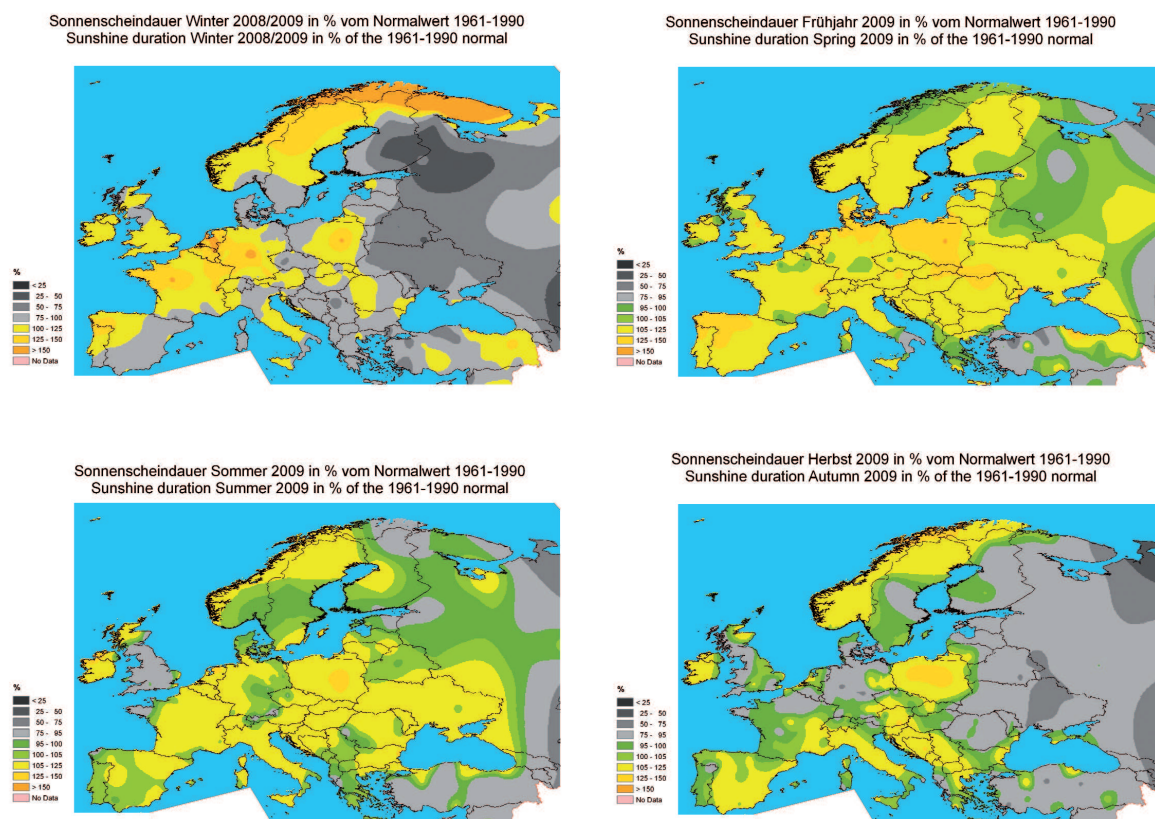 Sonnenscheindauer Winter 2008/2009 in % vom Normalwert 1961-1990
Sunshine duration Winter 2008/2009 in % of the 1961-1990 normal
%
< 25
25 - 50
50 - 75
75 - 100
100 - 125
125 - 150
> 150
No Data
Sonnenscheindauer Frühjahr 2009 in % vom Normalwert 1961-1990
Sunshine duration Spring 2009 in % of the 1961-1990 normal
%
< 25
25 - 50
50 - 75
75 - 95
95 - 100
100 - 105
105 - 125
125 - 150
> 150
No Data
Sonnenscheindauer Sommer 2009 in % vom Normalwert 1961-1990
Sunshine duration Summer 2009 in % of the 1961-1990 normal
%
< 25
25 - 50
50 - 75
75 - 95
95 - 100
100 - 105
105 - 125
125 - 150
> 150
No Data
Sonnenscheindauer Herbst 2009 in % vom Normalwert 1961-1990
Sunshine duration Autumn 2009 in % of the 1961-1990 normal
%
< 25
25 - 50
50 - 75
75 - 95
95 - 100
100 - 105
105 - 125
125 - 150
> 150
No Data